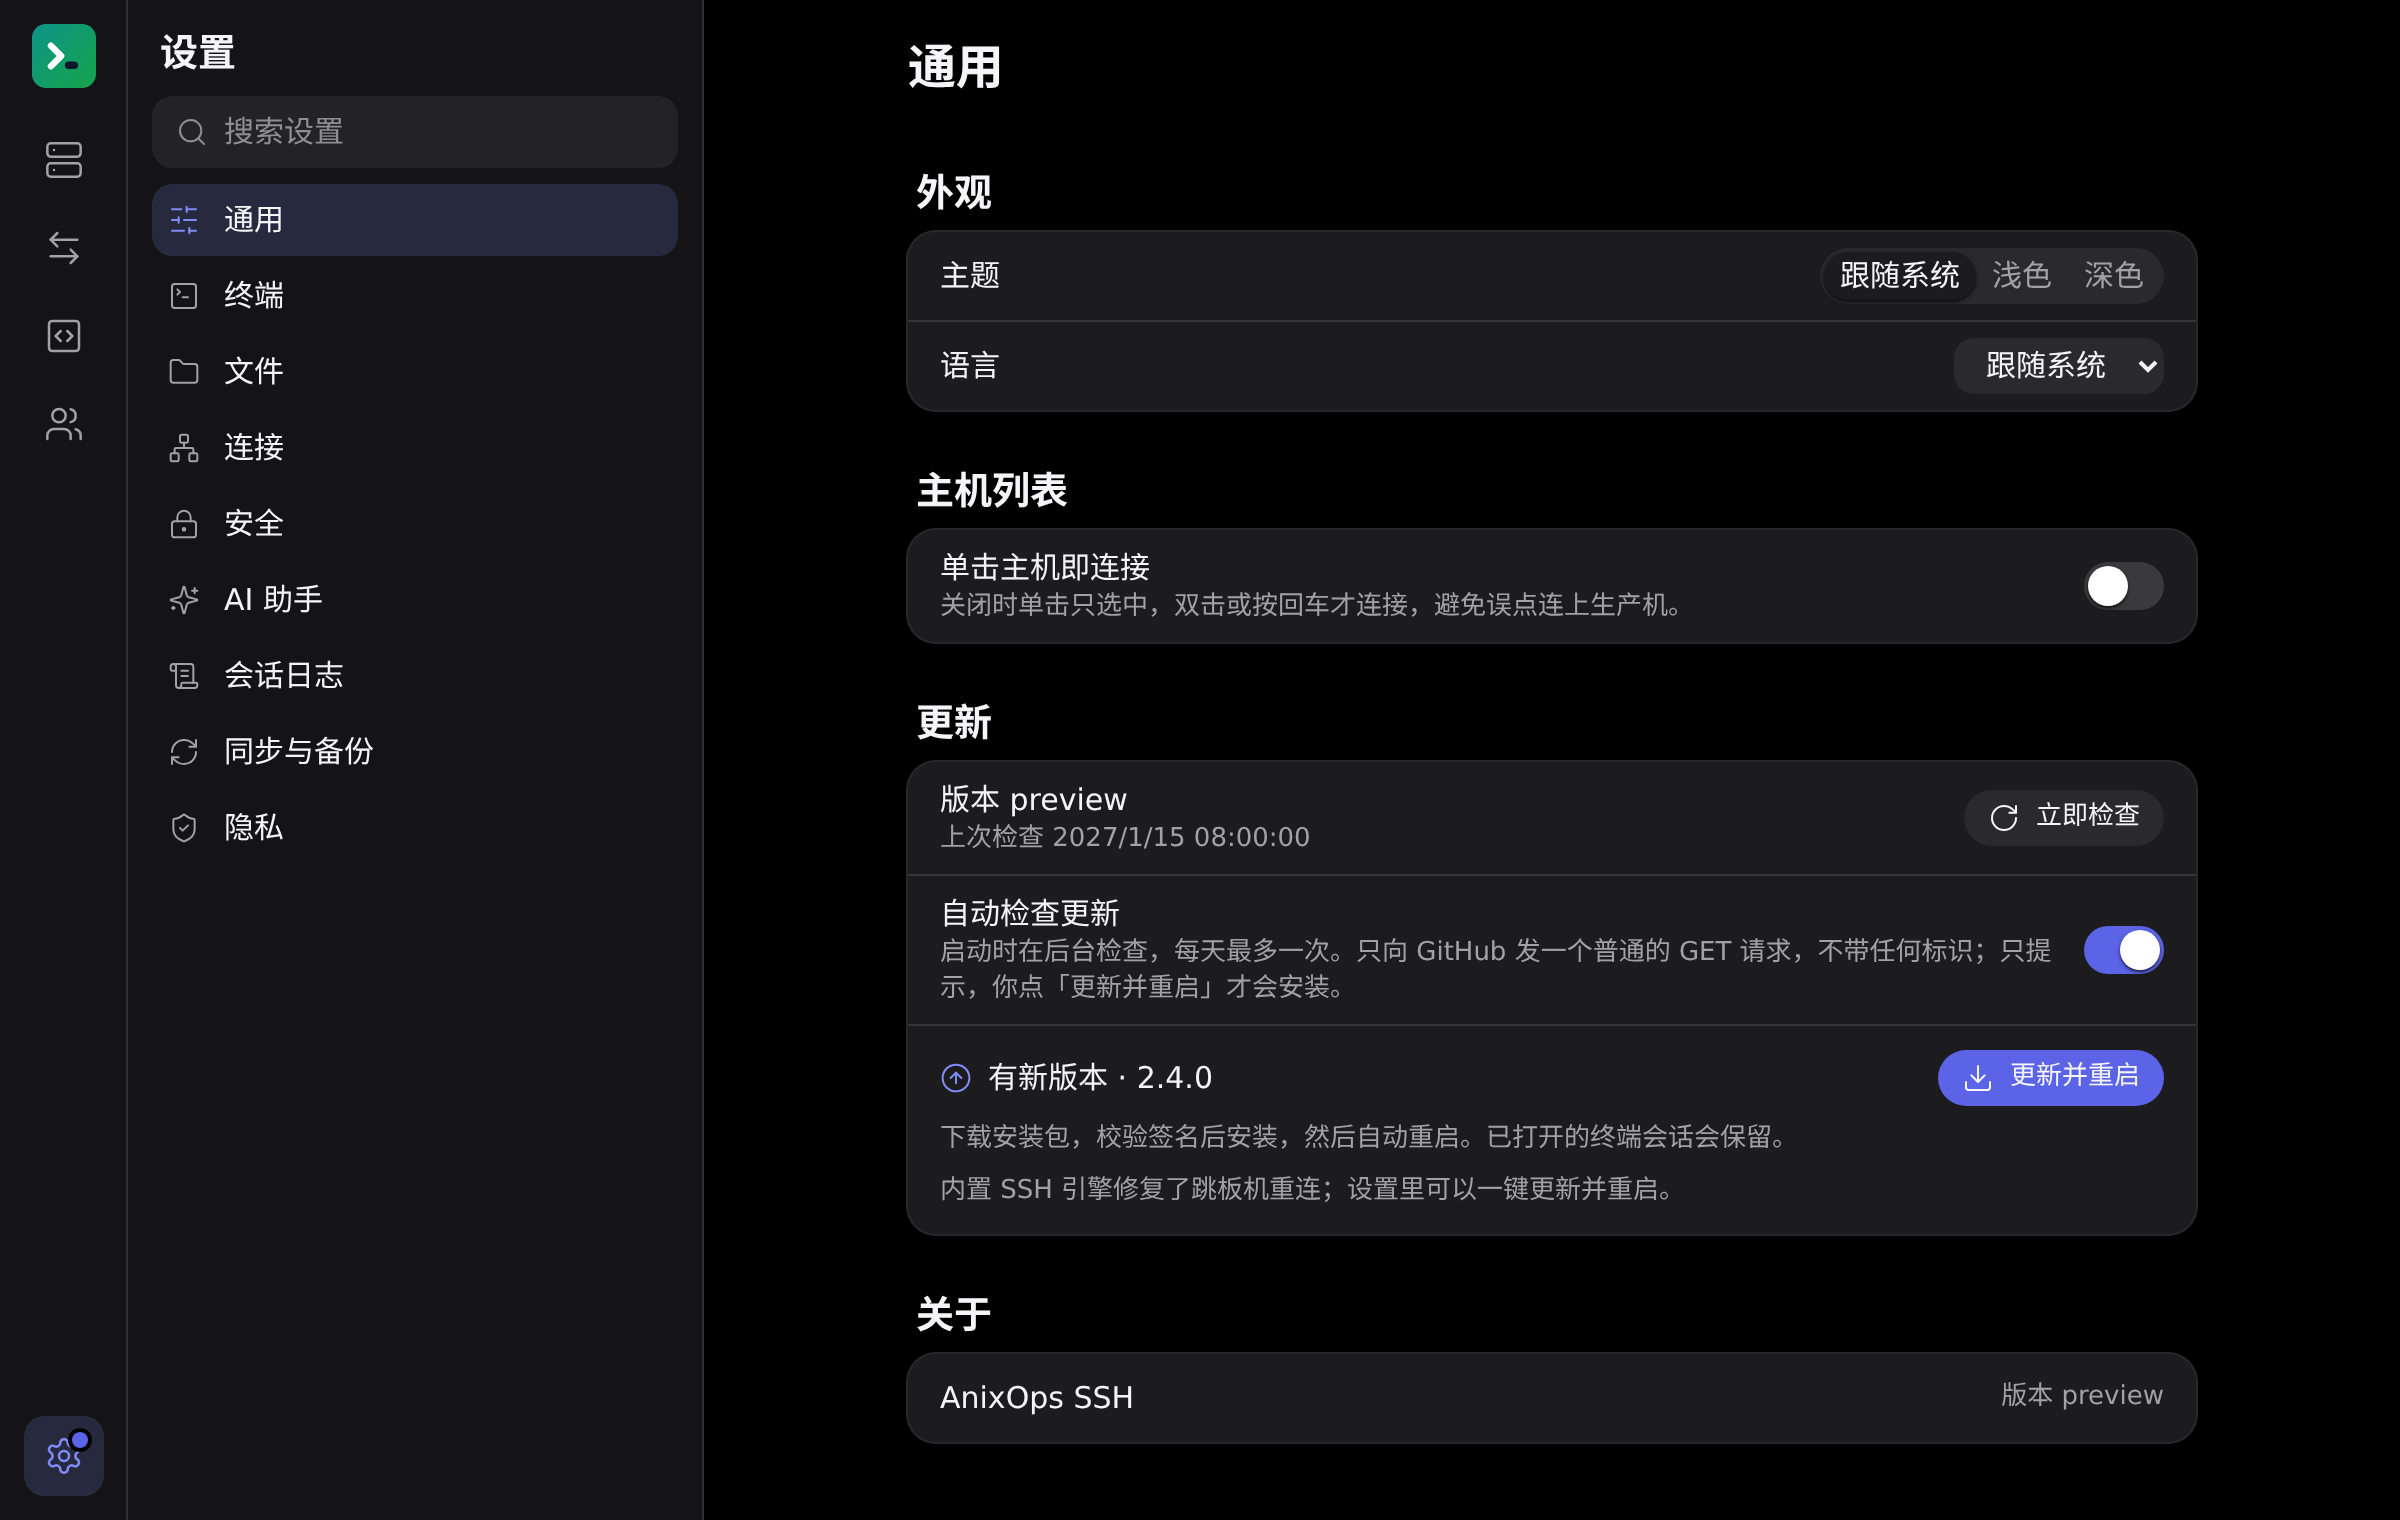 设置
搜索设置
通用
终端
文件
连接
安全
AI 助手
会话日志
同步与备份
隐私
通用
外观
主题
跟随系统 浅色 深色
语言
跟随系统
主机列表
单击主机即连接
关闭时单击只选中，双击或按回车才连接，避免误点连上生产机。
更新
版本 preview
上次检查 2027/1/15 08:00:00
立即检查
自动检查更新
启动时在后台检查，每天最多一次。只向 GitHub 发一个普通的 GET 请求，不带任何标识；只提
示，你点「更新并重启」才会安装。
有新版本 · 2.4.0
更新并重启
下载安装包，校验签名后安装，然后自动重启。已打开的终端会话会保留。
内置 SSH 引擎修复了跳板机重连；设置里可以一键更新并重启。
关于
AnixOps SSH
版本 preview